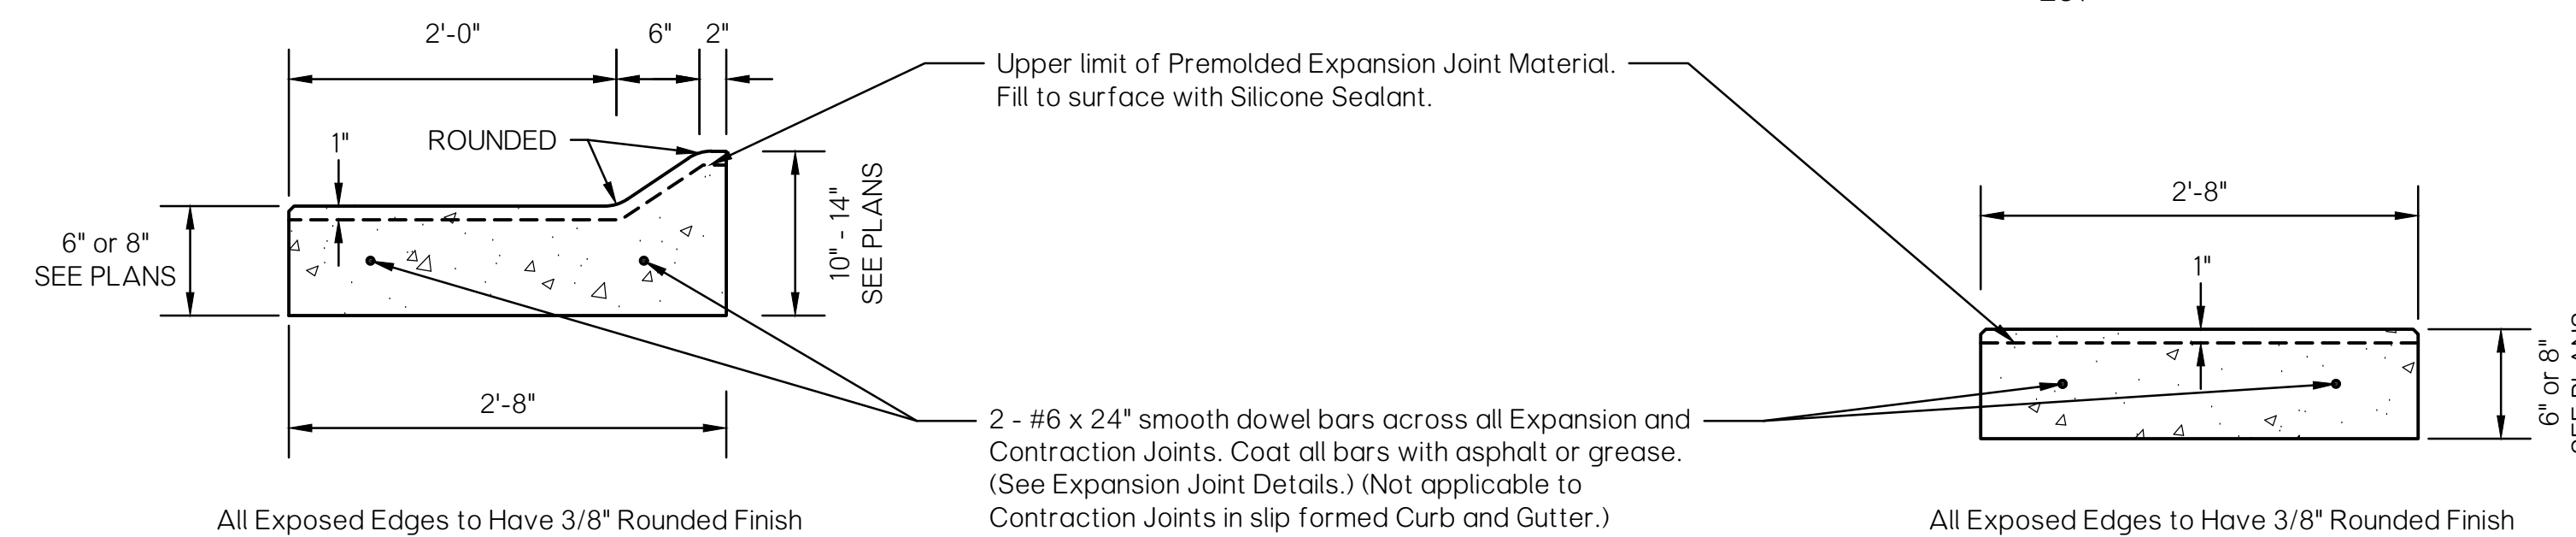 2'-0"
6"
2"
Upper limit of Premolded Expansion Joint Material.
Fill to surface with Silicone Sealant.
1"
ROUNDED
6" or 8"
SEE PLANS
10" - 14"
SEE PLANS
2'-8"
2'-8"
1"
6" or 8"
SEE PLANS
2 - #6 x 24" smooth dowel bars across all Expansion and
Contraction Joints. Coat all bars with asphalt or grease.
(See Expansion Joint Details.) (Not applicable to
Contraction Joints in slip formed Curb and Gutter.)
All Exposed Edges to Have 3/8" Rounded Finish
All Exposed Edges to Have 3/8" Rounded Finish